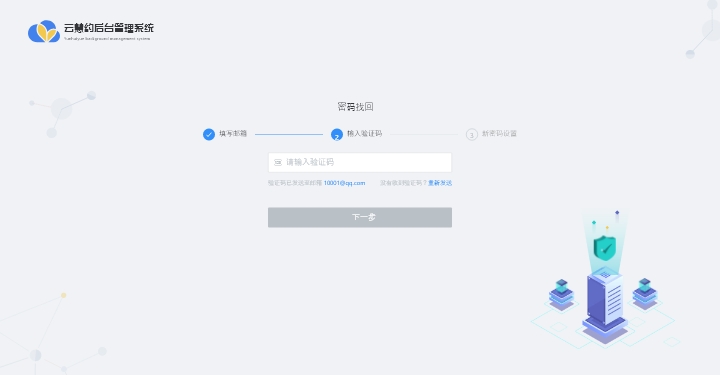 云慧约后台管理系统
Yunhuiyue background management system
密码找回
填写邮箱
2 输入验证码
3 新密码设置
请输入验证码
验证码已发送至邮箱 10001@qq.com 没有收到验证码？重新发送
下一步